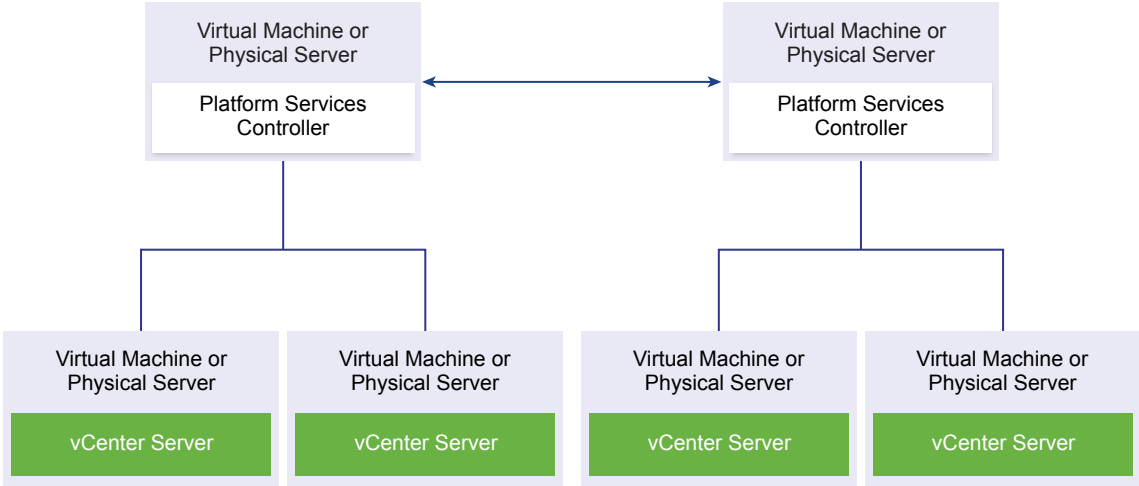 Virtual Machine or
Physical Server
Platform Services
Controller
Virtual Machine or
Physical Server
Platform Services
Controller
Virtual Machine or
Physical Server
vCenter Server
Virtual Machine or
Physical Server
vCenter Server
Virtual Machine or
Physical Server
vCenter Server
Virtual Machine or
Physical Server
vCenter Server